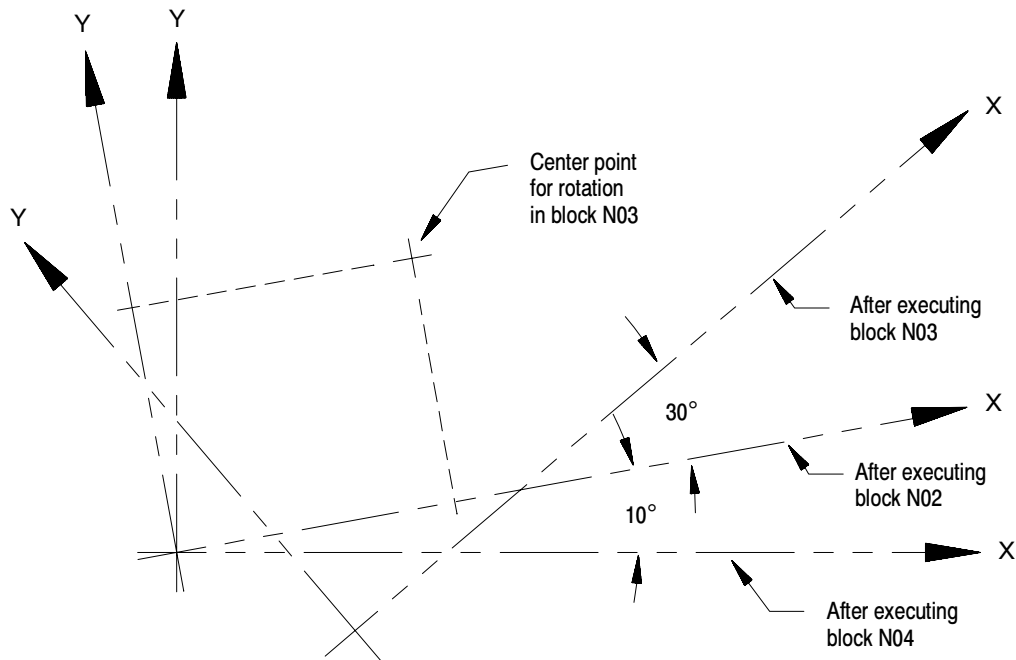 Y
Y
X
Center point
for rotation
in block N03
Y
After executing
block N03
30°
X
After executing
block N02
10°
X
After executing
block N04